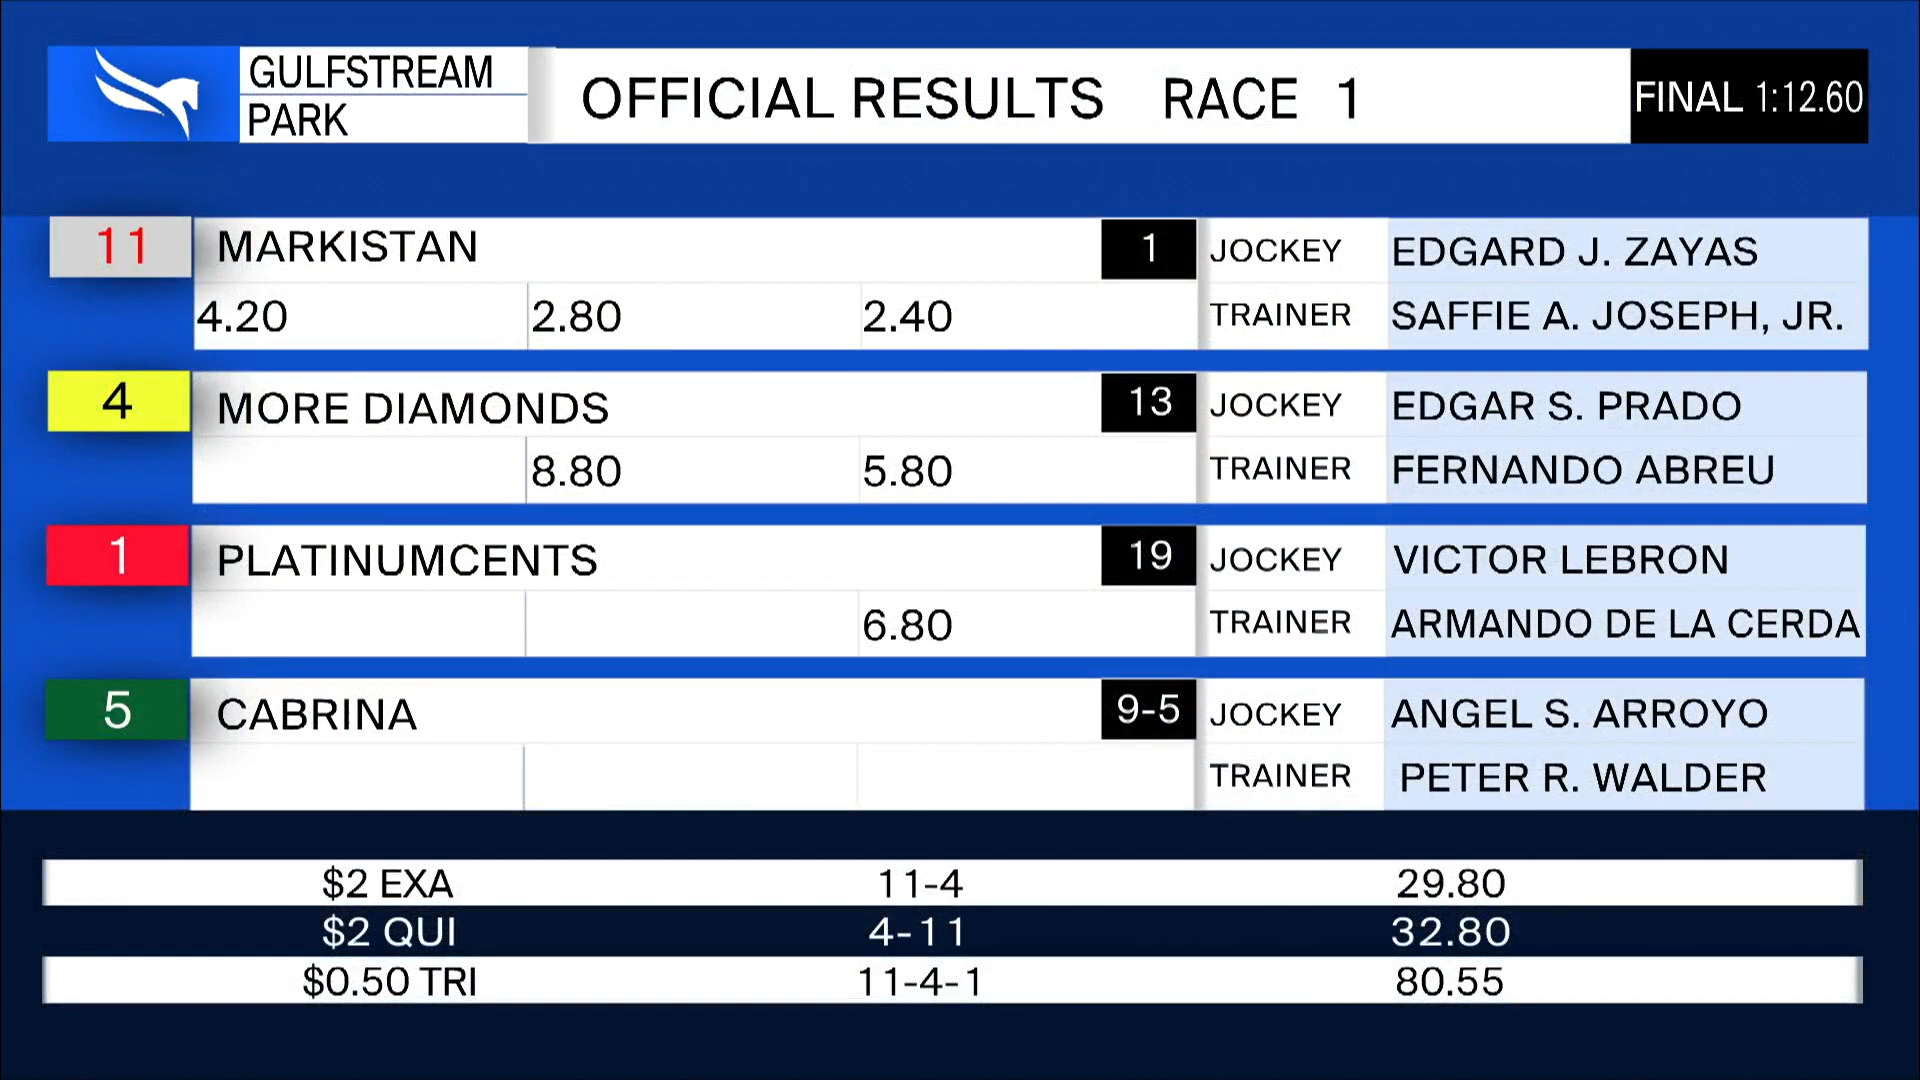 GULFSTREAM
PARK
OFFICIAL RESULTS RACE 1
FINAL 1:12.60
11 MARKISTAN 1 JOCKEY EDGARD J. ZAYAS
4.20 2.80 2.40 TRAINER SAFFIE A. JOSEPH, JR.
4 MORE DIAMONDS 13 JOCKEY EDGAR S. PRADO
8.80 5.80 TRAINER FERNANDO ABREU
1 PLATINUMCENTS 19 JOCKEY VICTOR LEBRON
6.80 TRAINER ARMANDO DE LA CERDA
5 CABRINA 9-5 JOCKEY ANGEL S. ARROYO
TRAINER PETER R. WALDER
$2 EXA 11-4 29.80
$2 QUI 4-11 32.80
$0.50 TRI 11-4-1 80.55